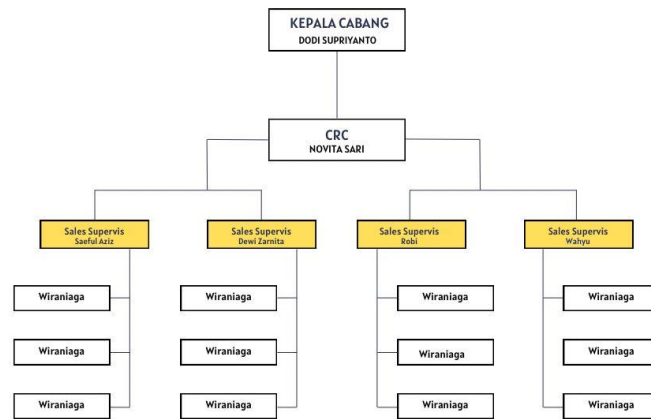 KEPALA CABANG
DODI SUPRIYANTO
CRC
NOVITA SARI
Sales Supervis
Saeful Aziz
Sales Supervis
Dewi Zarnita
Sales Supervis
Robi
Sales Supervis
Wahyu
Wiraniaga
Wiraniaga
Wiraniaga
Wiraniaga
Wiraniaga
Wiraniaga
Wiraniaga
Wiraniaga
Wiraniaga
Wiraniaga
Wiraniaga
Wiraniaga